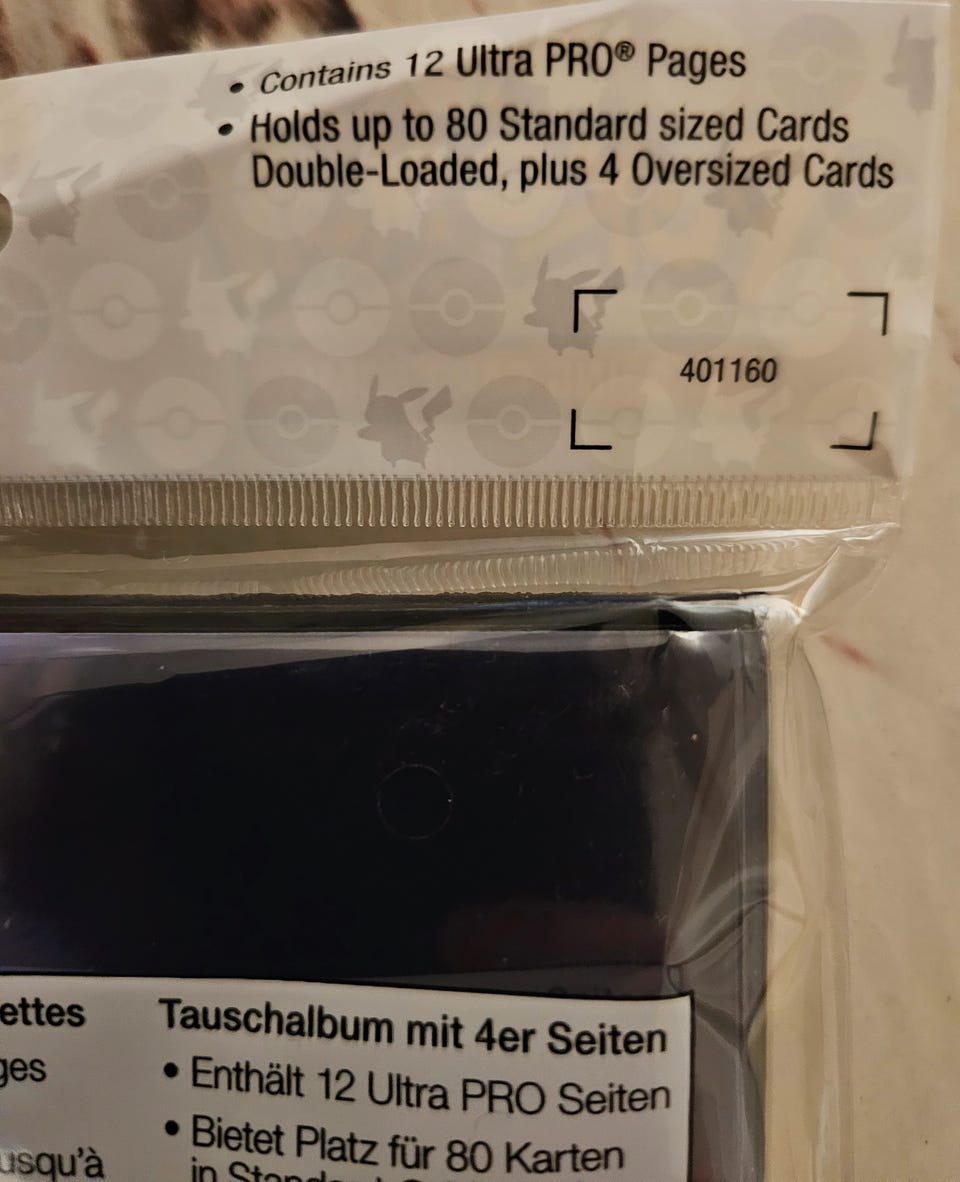 • Contains 12 Ultra PRO® Pages
• Holds up to 80 Standard sized Cards
Double-Loaded, plus 4 Oversized Cards
401160
ettes
ges
usqu'à
Tauschalbum mit 4er Seiten
• Enthält 12 Ultra PRO Seiten
• Bietet Platz für 80 Karten
in